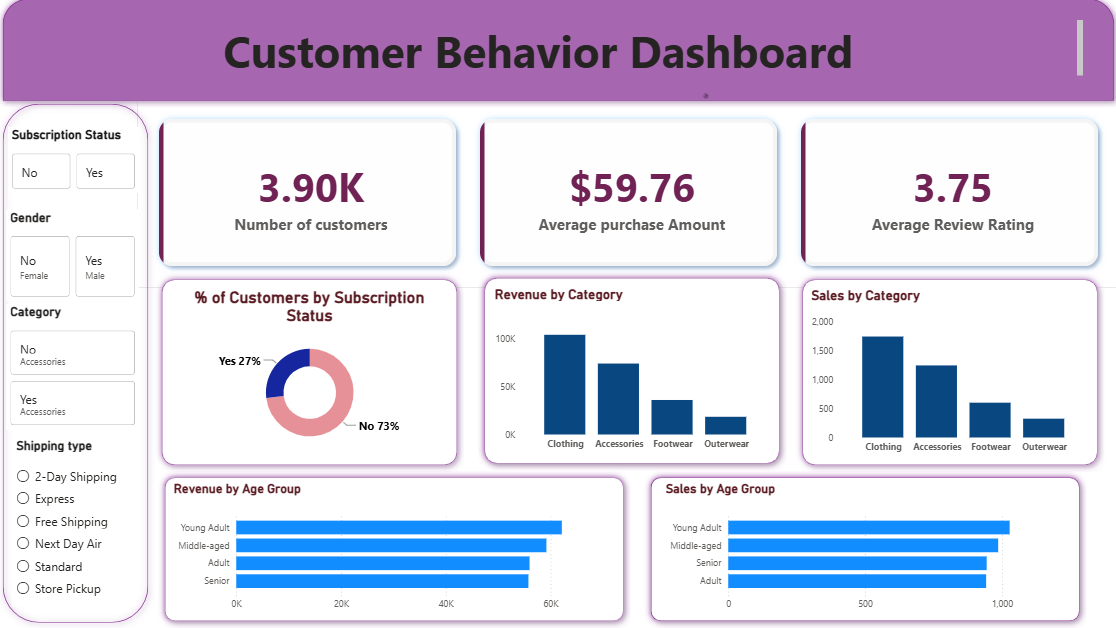 Customer Behavior Dashboard
Subscription Status
No Yes
Gender
No Yes
Female Male
Category
No
Accessories
Yes
Accessories
Shipping type
2-Day Shipping
Express
Free Shipping
Next Day Air
Standard
Store Pickup
3.90K
Number of customers
$59.76
Average purchase Amount
3.75
Average Review Rating
% of Customers by Subscription
Status
Yes 27%
No 73%
Revenue by Category
100K
50K
0K
Clothing Accessories Footwear Outerwear
Sales by Category
2,000
1,500
1,000
500
0
Clothing Accessories Footwear Outerwear
Revenue by Age Group
Young Adult
Middle-aged
Adult
Senior
0K 20K 40K 60K
Sales by Age Group
Young Adult
Middle-aged
Senior
Adult
0 500 1,000